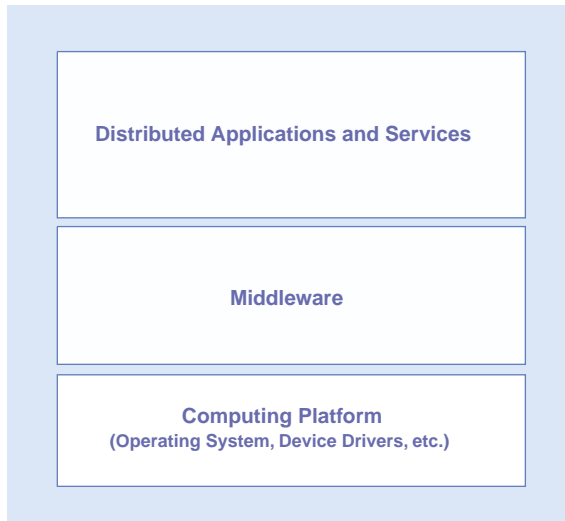 Distributed Applications and Services
Middleware
Computing Platform
(Operating System, Device Drivers, etc.)